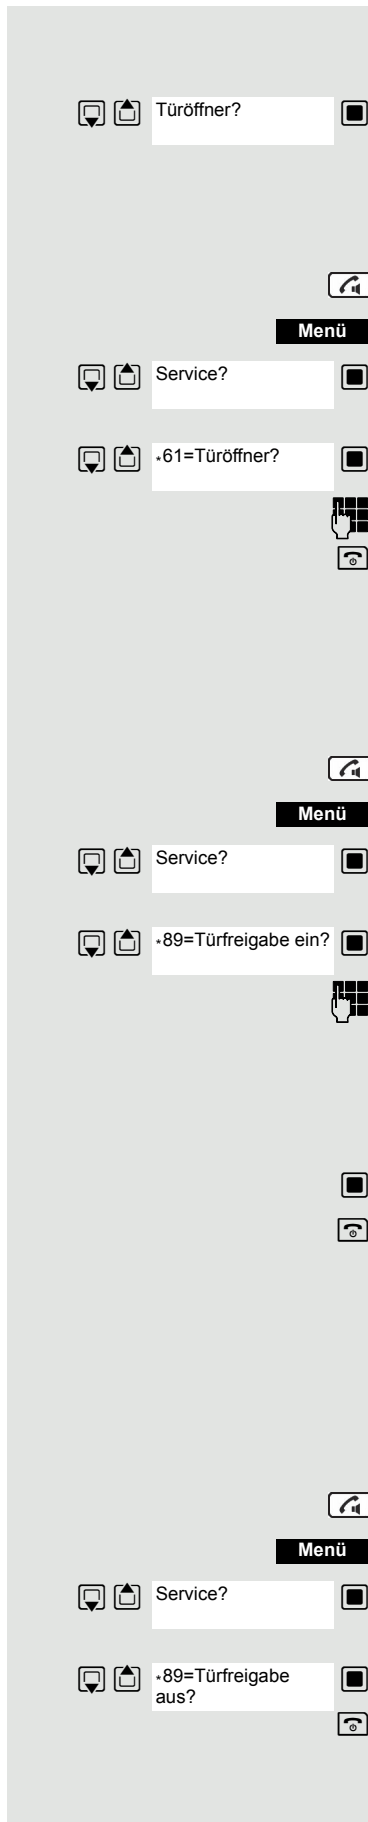 Türöffner?
Menü
Service?
*61=Türöffner?
Menü
Service?
*89=Türfreigabe ein?
Menü
Service?
*89=Türfreigabe
aus?